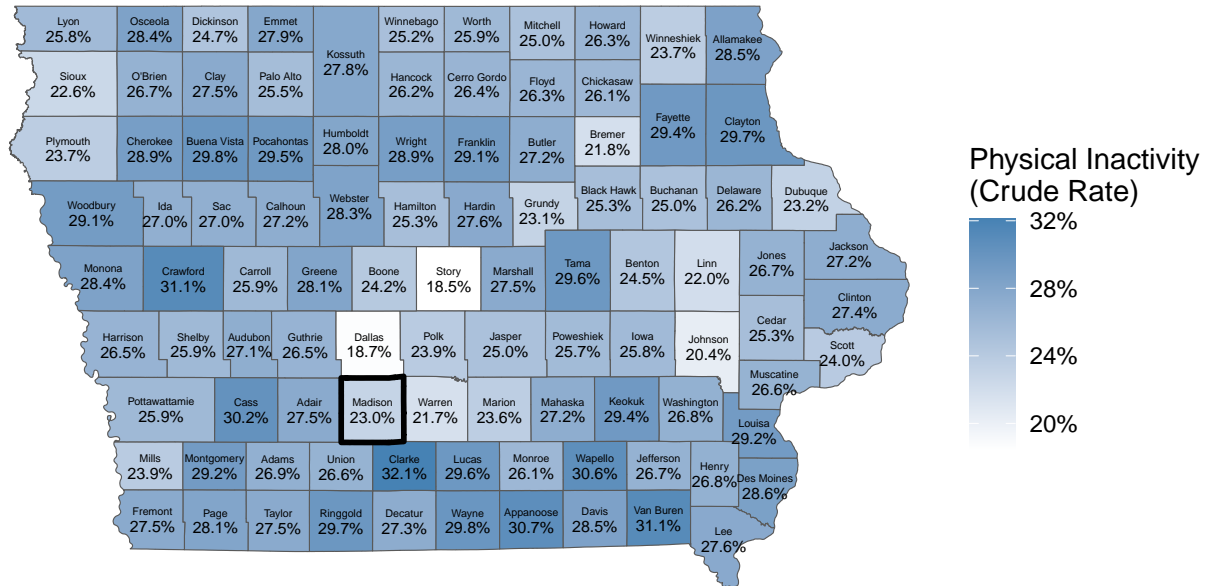 Lyon
25.8%
Osceola
28.4%
Dickinson
24.7%
Emmet
27.9%
Kossuth
27.8%
Winnebago
25.2%
Worth
25.9%
Mitchell
25.0%
Howard
26.3%
Winneshiek
23.7%
Allamakee
28.5%
Sioux
22.6%
O'Brien
26.7%
Clay
27.5%
Palo Alto
25.5%
Hancock
26.2%
Cerro Gordo
26.4%
Floyd
26.3%
Chickasaw
26.1%
Fayette
29.4%
Clayton
29.7%
Plymouth
23.7%
Cherokee
28.9%
Buena Vista
29.8%
Pocahontas
29.5%
Humboldt
28.0%
Wright
28.9%
Franklin
29.1%
Butler
27.2%
Bremer
21.8%
Woodbury
29.1%
Ida
27.0%
Sac
27.0%
Calhoun
27.2%
Webster
28.3%
Hamilton
25.3%
Hardin
27.6%
Grundy
23.1%
Black Hawk
25.3%
Buchanan
25.0%
Delaware
26.2%
Dubuque
23.2%
Monona
28.4%
Crawford
31.1%
Carroll
25.9%
Greene
28.1%
Boone
24.2%
Story
18.5%
Marshall
27.5%
Tama
29.6%
Benton
24.5%
Linn
22.0%
Jones
26.7%
Jackson
27.2%
Clinton
27.4%
Harrison
26.5%
Shelby
25.9%
Audubon
27.1%
Guthrie
26.5%
Dallas
18.7%
Polk
23.9%
Jasper
25.0%
Poweshiek
25.7%
Iowa
25.8%
Johnson
20.4%
Cedar
25.3%
Scott
24.0%
Muscatine
26.6%
Pottawattamie
25.9%
Cass
30.2%
Adair
27.5%
Madison
23.0%
Warren
21.7%
Marion
23.6%
Mahaska
27.2%
Keokuk
29.4%
Washington
26.8%
Louisa
29.2%
Mills
23.9%
Montgomery
29.2%
Adams
26.9%
Union
26.6%
Clarke
32.1%
Lucas
29.6%
Monroe
26.1%
Wapello
30.6%
Jefferson
26.7%
Henry
26.8%
Des Moines
28.6%
Fremont
27.5%
Page
28.1%
Taylor
27.5%
Ringgold
29.7%
Decatur
27.3%
Wayne
29.8%
Appanoose
30.7%
Davis
28.5%
Van Buren
31.1%
Lee
27.6%
Physical Inactivity
(Crude Rate)
32%
28%
24%
20%